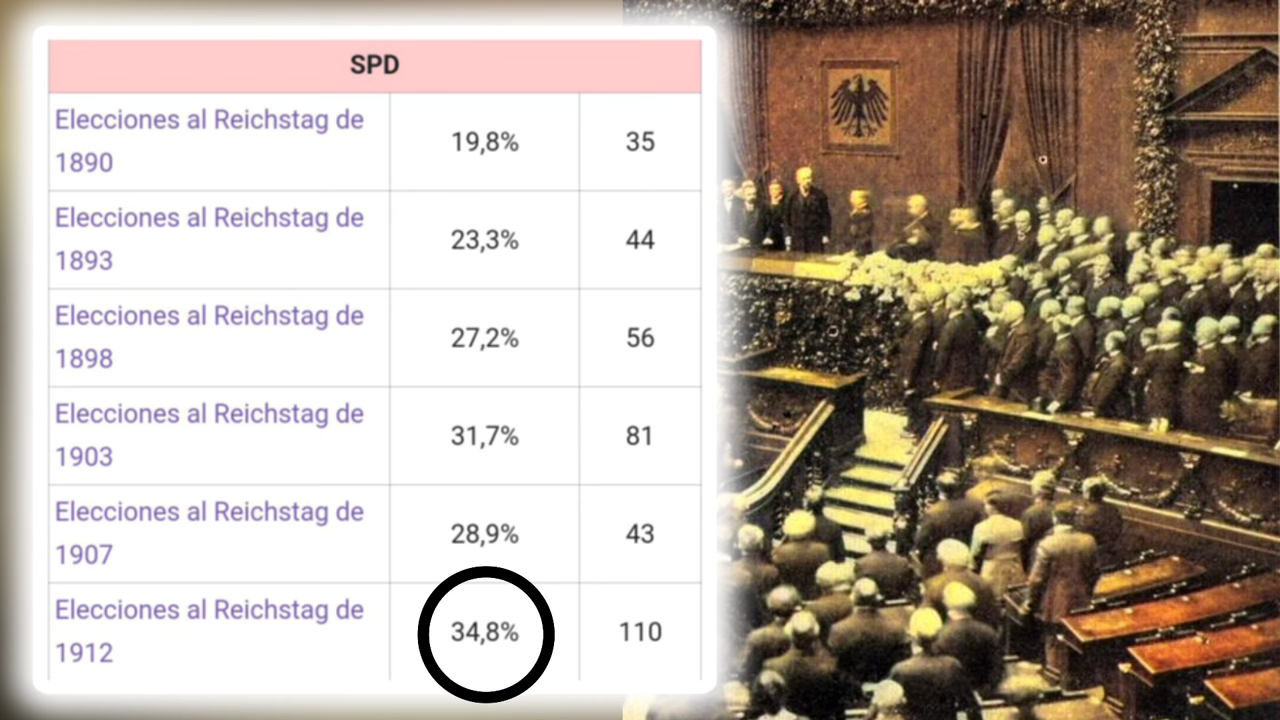 SPD
Elecciones al Reichstag de
1890
19,8%
35
Elecciones al Reichstag de
1893
23,3%
44
Elecciones al Reichstag de
1898
27,2%
56
Elecciones al Reichstag de
1903
31,7%
81
Elecciones al Reichstag de
1907
28,9%
43
Elecciones al Reichstag de
1912
34,8%
110